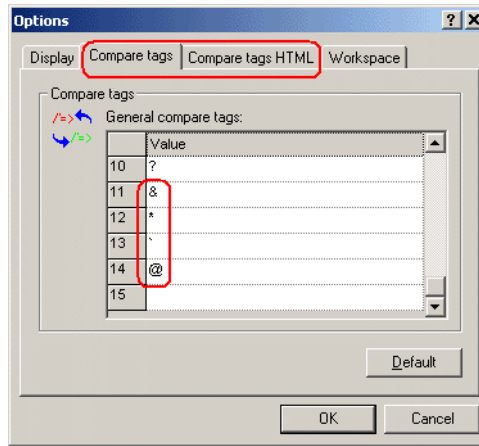 Options
Display Compare tags Compare tags HTML Workspace
Compare tags
/=> General compare tags:
/=>
Value
10 ?
11 &
12 *
13 `
14 @
15
Default
OK Cancel